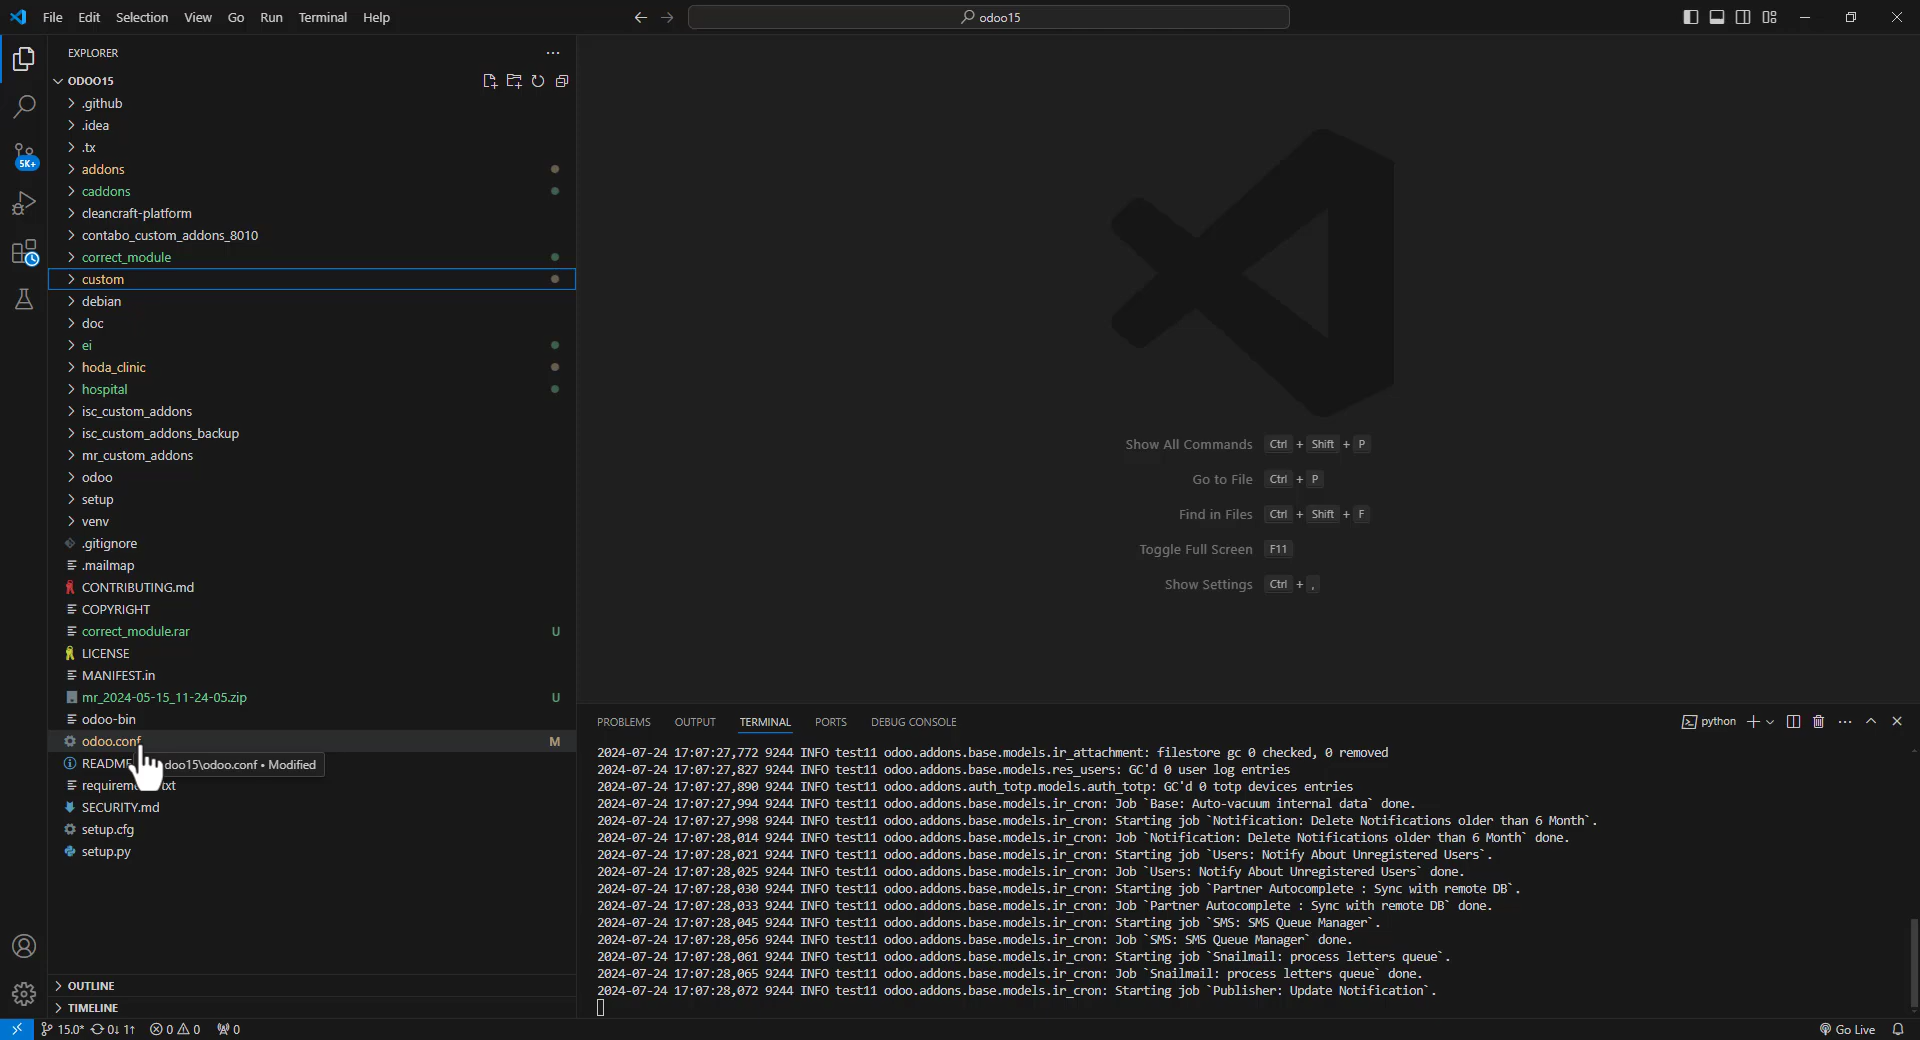 File Edit Selection View Go Run Terminal Help
odoo15
EXPLORER
ODOO15
.github
.idea
.tx
addons
caddons
cleancraft-platform
contabo_custom_addons_8010
correct_module
custom
debian
doc
ei
hoda_clinic
hospital
isc_custom_addons
isc_custom_addons_backup
mr_custom_addons
odoo
setup
venv
.gitignore
.mailmap
CONTRIBUTING.md
COPYRIGHT
correct_module.rar U
LICENSE
MANIFEST.in
mr_2024-05-15_11-24-05.zip U
odoo-bin
odoo.conf M
README
doo15\odoo.conf • Modified
SECURITY.md
setup.cfg
setup.py
OUTLINE
TIMELINE
5K+
Show All Commands Ctrl + Shift + P
Go to File Ctrl + P
Find in Files Ctrl + Shift + F
Toggle Full Screen F11
Show Settings Ctrl + ,
PROBLEMS OUTPUT TERMINAL PORTS DEBUG CONSOLE
python
2024-07-24 17:07:27,772 9244 INFO test11 odoo.addons.base.models.ir_attachment: filestore gc 0 checked, 0 removed
2024-07-24 17:07:27,827 9244 INFO test11 odoo.addons.base.models.res_users: GC'd 0 user log entries
2024-07-24 17:07:27,890 9244 INFO test11 odoo.addons.auth_totp.models.auth_totp: GC'd 0 totp devices entries
2024-07-24 17:07:27,994 9244 INFO test11 odoo.addons.base.models.ir_cron: Job `Base: Auto-vacuum internal data` done.
2024-07-24 17:07:27,998 9244 INFO test11 odoo.addons.base.models.ir_cron: Starting job `Notification: Delete Notifications older than 6 Month`.
2024-07-24 17:07:28,014 9244 INFO test11 odoo.addons.base.models.ir_cron: Job `Notification: Delete Notifications older than 6 Month` done.
2024-07-24 17:07:28,021 9244 INFO test11 odoo.addons.base.models.ir_cron: Starting job `Users: Notify About Unregistered Users`.
2024-07-24 17:07:28,025 9244 INFO test11 odoo.addons.base.models.ir_cron: Job `Users: Notify About Unregistered Users` done.
2024-07-24 17:07:28,030 9244 INFO test11 odoo.addons.base.models.ir_cron: Starting job `Partner Autocomplete : Sync with remote DB`.
2024-07-24 17:07:28,033 9244 INFO test11 odoo.addons.base.models.ir_cron: Job `Partner Autocomplete : Sync with remote DB` done.
2024-07-24 17:07:28,045 9244 INFO test11 odoo.addons.base.models.ir_cron: Starting job `SMS: SMS Queue Manager`.
2024-07-24 17:07:28,056 9244 INFO test11 odoo.addons.base.models.ir_cron: Job `SMS: SMS Queue Manager` done.
2024-07-24 17:07:28,061 9244 INFO test11 odoo.addons.base.models.ir_cron: Starting job `Snailmail: process letters queue`.
2024-07-24 17:07:28,065 9244 INFO test11 odoo.addons.base.models.ir_cron: Job `Snailmail: process letters queue` done.
2024-07-24 17:07:28,072 9244 INFO test11 odoo.addons.base.models.ir_cron: Starting job `Publisher: Update Notification`.
15.0* 0↓ 1↑ 0 0 0 Go Live